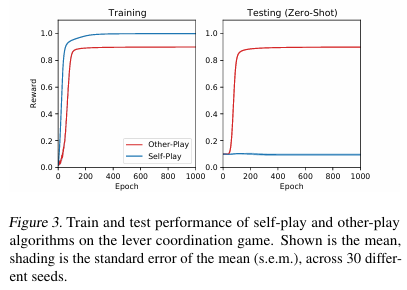 Training
Testing (Zero-Shot)
Reward
1.0
0.8
0.6
0.4
0.2
0.0
Other-Play
Self-Play
0 200 400 600 800 1000
Epoch
1.0
0.8
0.6
0.4
0.2
0.0
0 200 400 600 800 1000
Epoch
Figure 3. Train and test performance of self-play and other-play
algorithms on the lever coordination game. Shown is the mean,
shading is the standard error of the mean (s.e.m.), across 30 differ-
ent seeds.